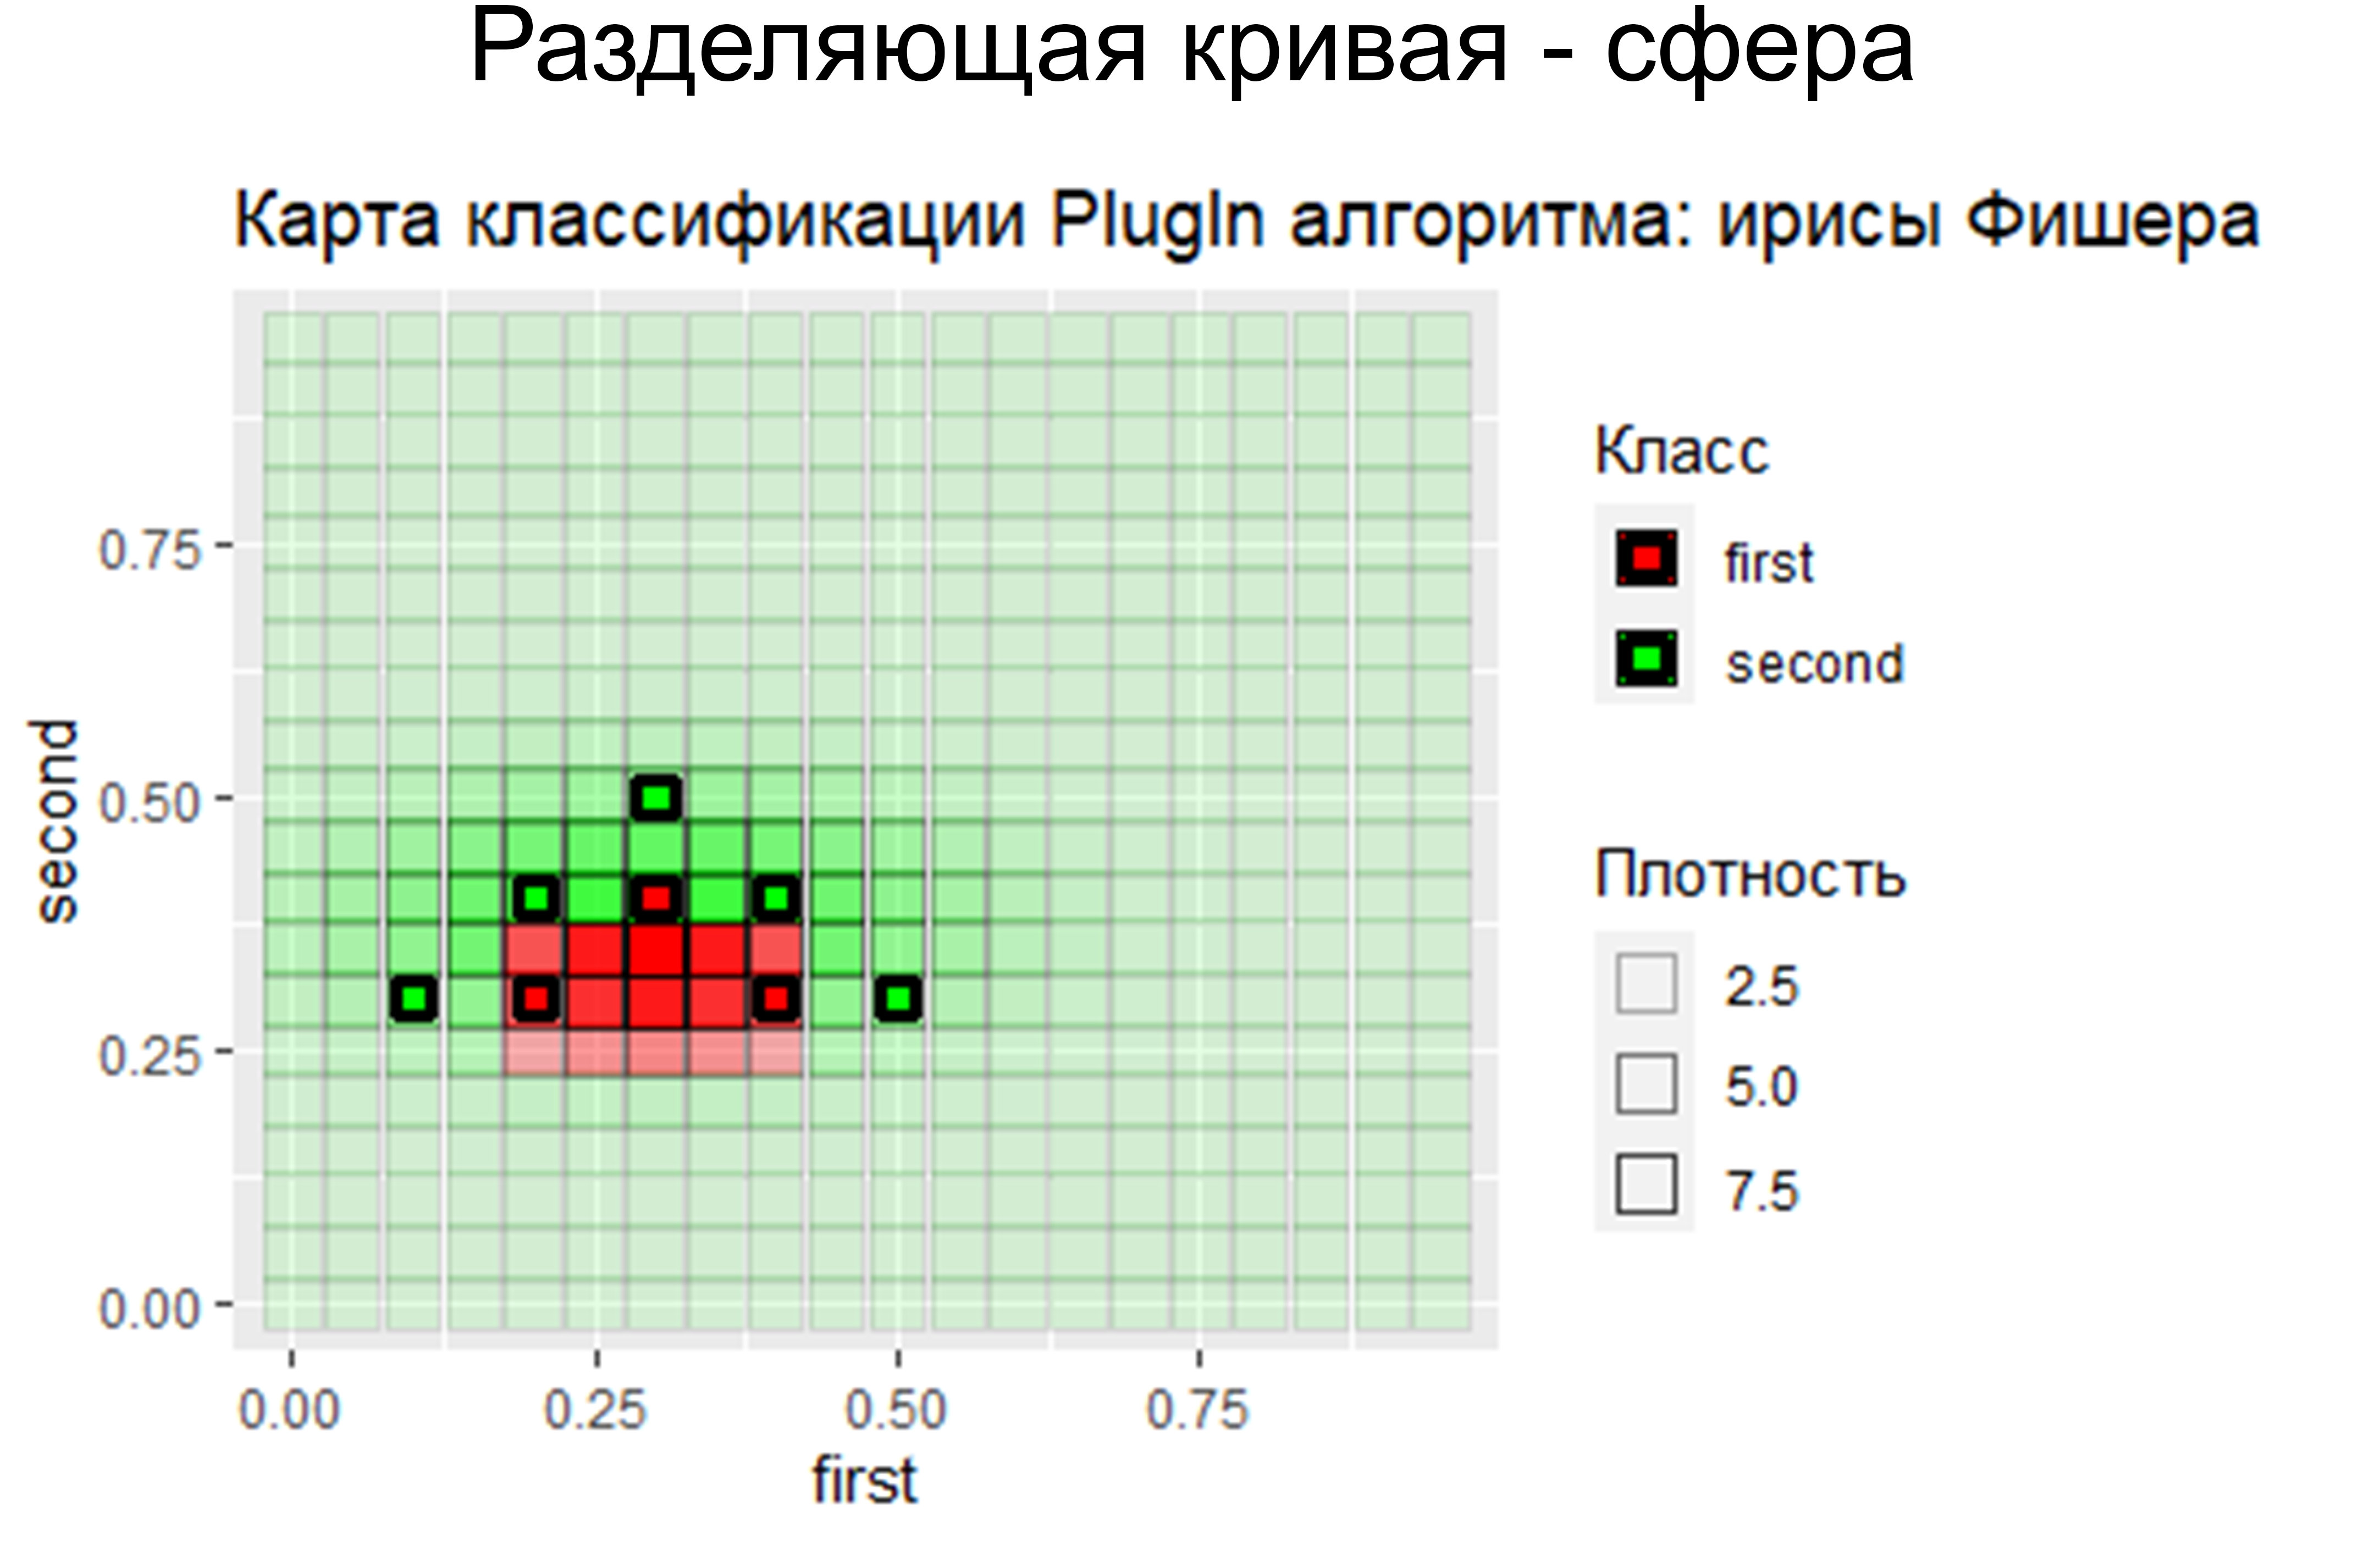 Разделяющая кривая - сфера
Карта классификации PlugIn алгоритма: ирисы Фишера
second
0.75
0.50
0.25
0.00
0.00 0.25 0.50 0.75
first
Класс
first
second
Плотность
2.5
5.0
7.5